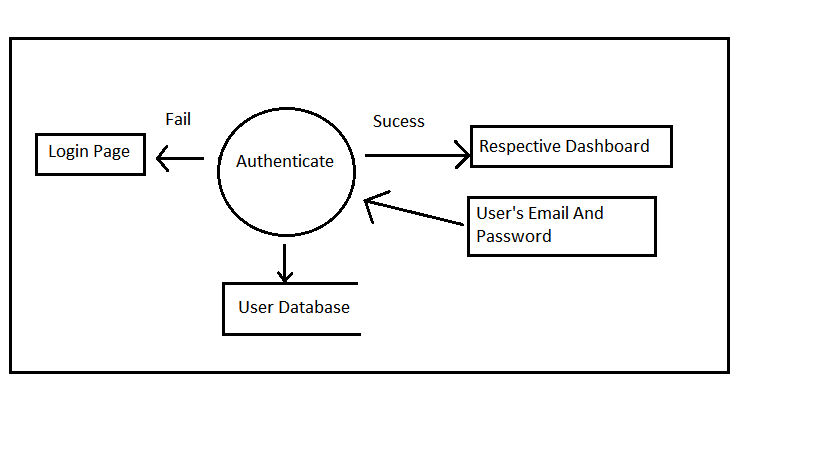 Fail
Sucess
Login Page
Authenticate
Respective Dashboard
User's Email And
Password
User Database